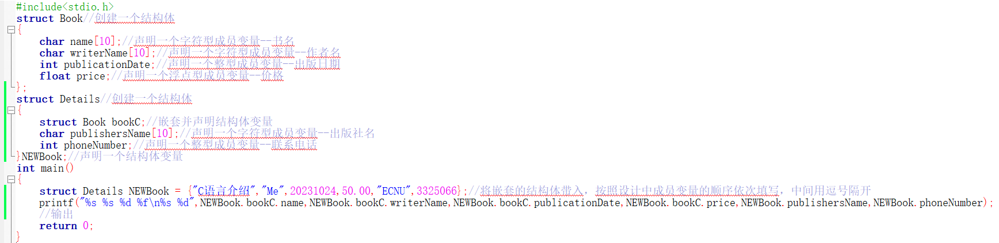 #include<stdio.h>
struct Book//创建一个结构体
{
    char name[10];//声明一个字符型成员变量--书名
    char writerName[10];//声明一个字符型成员变量--作者名
    int publicationDate;//声明一个整型成员变量--出版日期
    float price;//声明一个浮点型成员变量--价格
};
struct Details//创建一个结构体
{
    struct Book bookC;//嵌套并声明结构体变量
    char publishersName[10];//声明一个字符型成员变量--出版社名
    int phoneNumber;//声明一个整型成员变量--联系电话
}NEWBook;//声明一个结构体变量
int main()
{
    struct Details NEWBook = {"C语言介绍","Me",20231024,50.00,"ECNU",3325066};//将嵌套的结构体带入，按照设计中成员变量的顺序依次填写，中间用逗号隔开
    printf("%s %s %d %f\n%s %d",NEWBook.bookC.name,NEWBook.bookC.writerName,NEWBook.bookC.publicationDate,NEWBook.bookC.price,NEWBook.publishersName,NEWBook.phoneNumber);
    //输出
    return 0;
}